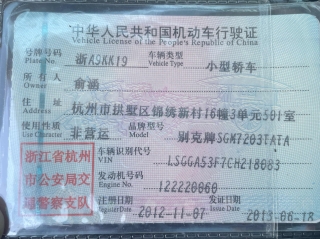 中华人民共和国机动车行驶证
Vehicle License of the People's Republic of China
号牌号码 浙A9KK19 车辆类型 小型轿车
Plate No. Vehicle Type
所有人 俞涵
Owner
住址 杭州市拱墅区锦绣新村16幢3单元501室
Address
使用性质 非营运 品牌型号 别克牌SGM7203TATA
Use Character
浙江省杭州市公安局交通警察支队
车辆识别代号 LSGGA53F7CH218083
VIN
发动机号码 122220660
Engine No.
注册日期 2012-11-07 发证日期 2013-06-18
Register Date Issue Date